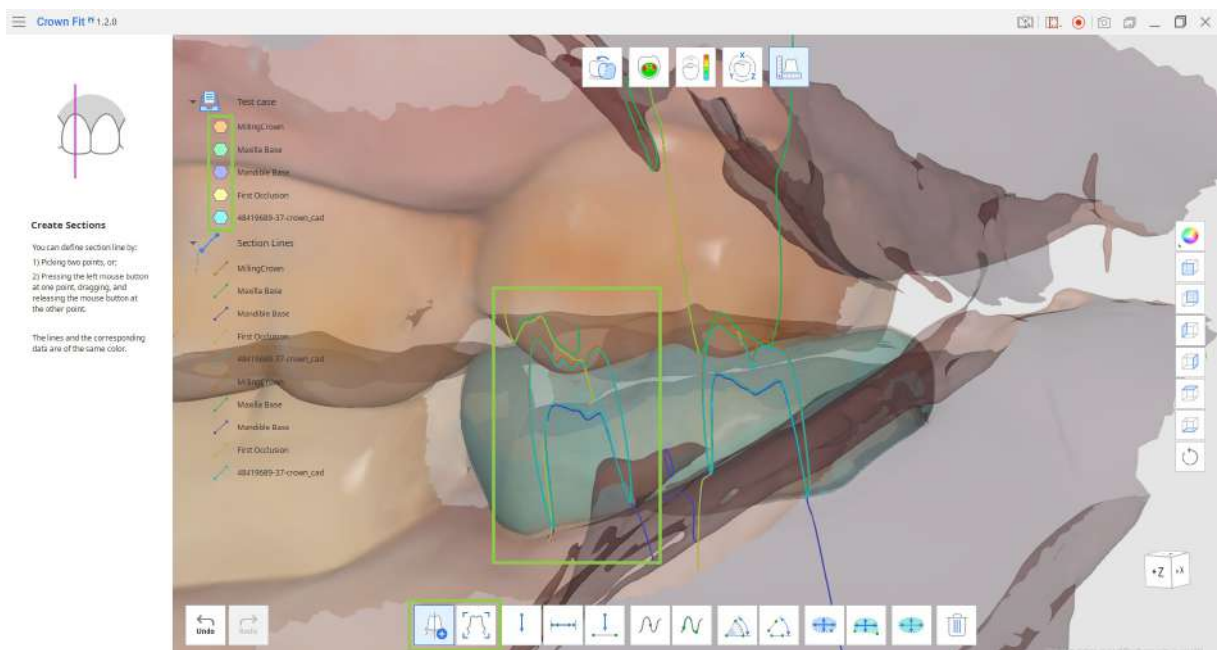 Crown Fit 1.2.0
Test case
MillingCrown
Maxilla Base
Mandible Base
First Occlusion
48419689-37-crown_cad
Section Lines
MillingCrown
Maxilla Base
Mandible Base
First Occlusion
48419689-37-crown_cad
MillingCrown
Maxilla Base
Mandible Base
First Occlusion
48419689-37-crown_cad
Create Sections
You can define section line by:
1) Picking two points, or;
2) Pressing the left mouse button
at one point, dragging, and
releasing the mouse button at
the other point.
The lines and the corresponding
data are of the same color.
X
Y
Z
+Z
+X
Undo
Redo